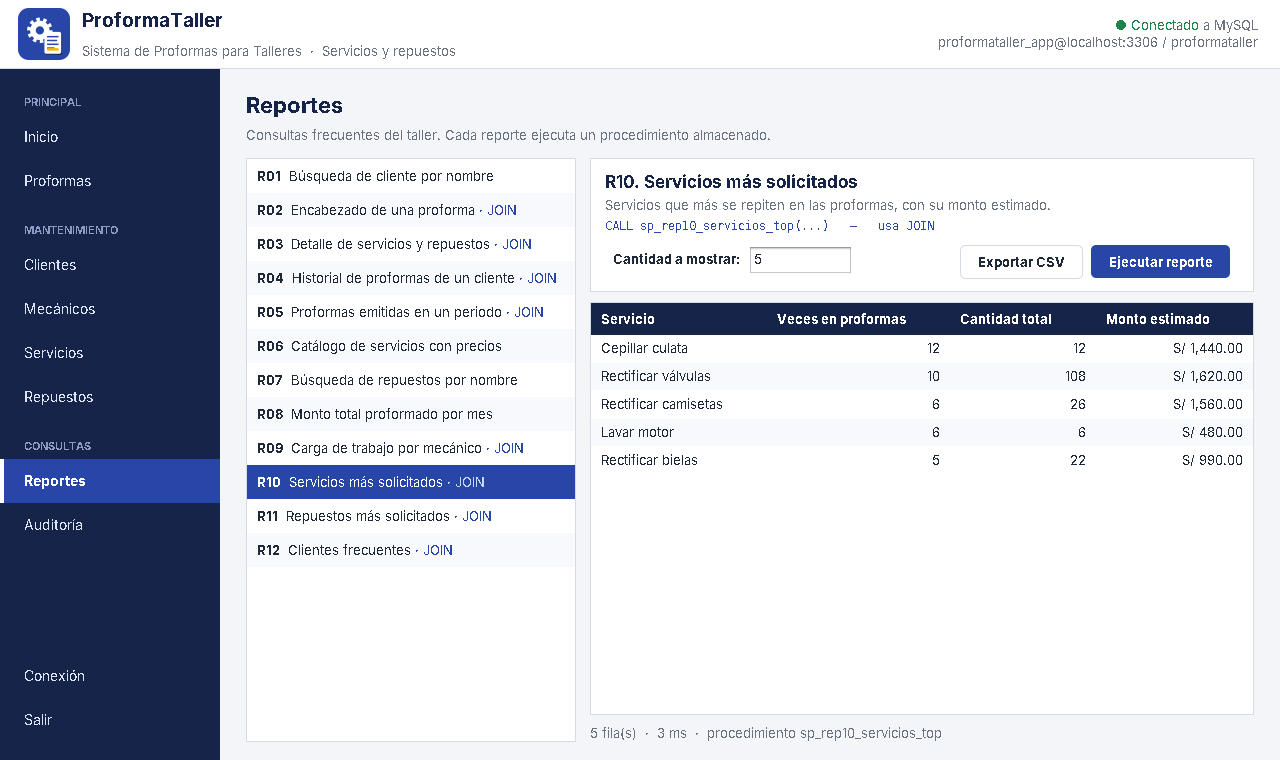 ProformaTaller
Sistema de Proformas para Talleres · Servicios y repuestos
● Conectado a MySQL
proformataller_app@localhost:3306 / proformataller
PRINCIPAL
Inicio
Proformas
MANTENIMIENTO
Clientes
Mecánicos
Servicios
Repuestos
CONSULTAS
Reportes
Auditoría
Conexión
Salir
Reportes
Consultas frecuentes del taller. Cada reporte ejecuta un procedimiento almacenado.
R01 Búsqueda de cliente por nombre
R02 Encabezado de una proforma · JOIN
R03 Detalle de servicios y repuestos · JOIN
R04 Historial de proformas de un cliente · JOIN
R05 Proformas emitidas en un periodo · JOIN
R06 Catálogo de servicios con precios
R07 Búsqueda de repuestos por nombre
R08 Monto total proformado por mes
R09 Carga de trabajo por mecánico · JOIN
R10 Servicios más solicitados · JOIN
R11 Repuestos más solicitados · JOIN
R12 Clientes frecuentes · JOIN
R10. Servicios más solicitados
Servicios que más se repiten en las proformas, con su monto estimado.
CALL sp_rep10_servicios_top(...) — usa JOIN
Cantidad a mostrar: 5 Exportar CSV Ejecutar reporte
Servicio Veces en proformas Cantidad total Monto estimado
Cepillar culata 12 12 S/ 1,440.00
Rectificar válvulas 10 108 S/ 1,620.00
Rectificar camisetas 6 26 S/ 1,560.00
Lavar motor 6 6 S/ 480.00
Rectificar bielas 5 22 S/ 990.00
5 fila(s) · 3 ms · procedimiento sp_rep10_servicios_top